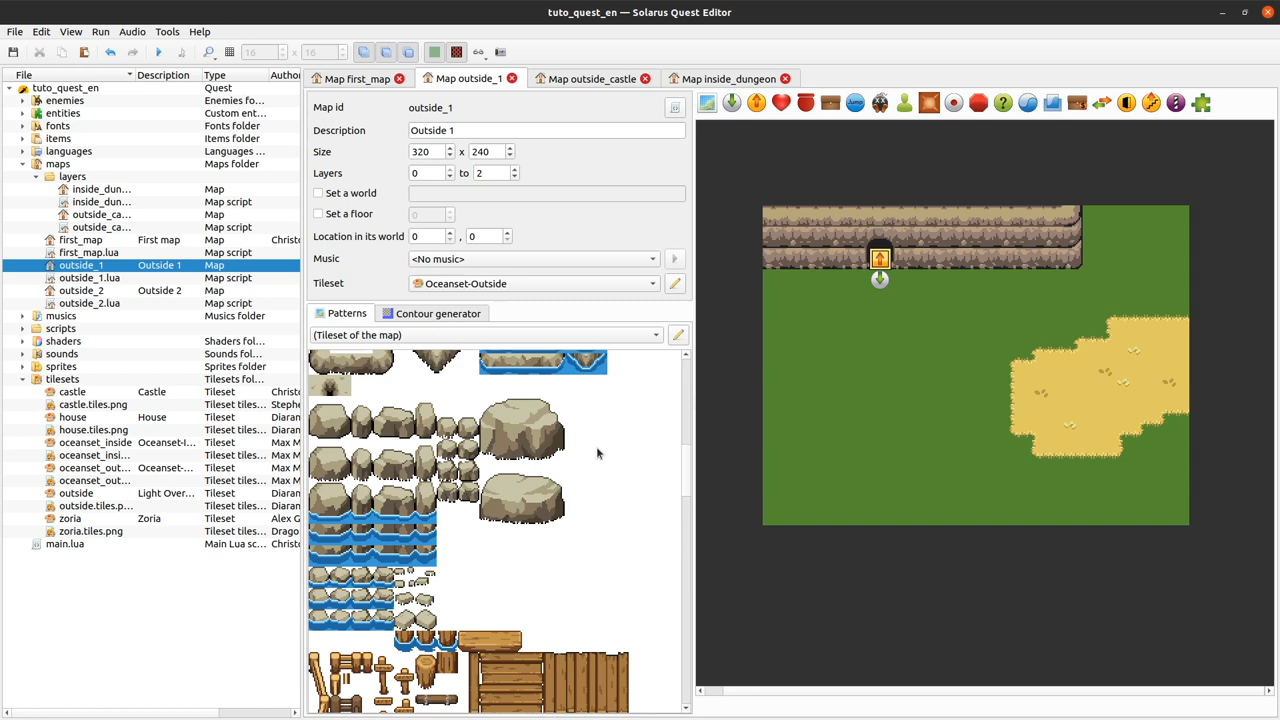 tuto_quest_en — Solarus Quest Editor
File Edit View Run Audio Tools Help
16 x 16
File Description Type Author
tuto_quest_en Quest
enemies Enemies fo...
entities Custom ent...
fonts Fonts folder
items Items folder
languages Languages ...
maps Maps folder
layers
inside_dun... Map
inside_dun... Map script
outside_ca... Map
outside_ca... Map script
first_map First map Map Christo
first_map.lua Map script
outside_1 Outside 1 Map
outside_1.lua Map script
outside_2 Outside 2 Map
outside_2.lua Map script
musics Musics folder
scripts
shaders Shaders fol...
sounds Sounds fol...
sprites Sprites folder
tilesets Tilesets fol...
castle Castle Tileset Christo
castle.tiles.png Tileset tiles... Stephe
house House Tileset Diaran
house.tiles.png Tileset tiles... Diaran
oceanset_inside Oceanset-I... Tileset Max M
oceanset_insi... Tileset tiles... Max M
oceanset_out... Oceanset-... Tileset Max M
oceanset_out... Tileset tiles... Max M
outside Light Over... Tileset Diaran
outside.tiles.p... Tileset tiles... Diaran
zoria Zoria Tileset Alex G
zoria.tiles.png Tileset tiles... Drago
main.lua Main Lua sc... Christo
Map first_map Map outside_1 Map outside_castle Map inside_dungeon
Map id outside_1
Description Outside 1
Size 320 x 240
Layers 0 to 2
Set a world
Set a floor 0
Location in its world 0 , 0
Music <No music>
Tileset Oceanset-Outside
Patterns Contour generator
(Tileset of the map)
Jump